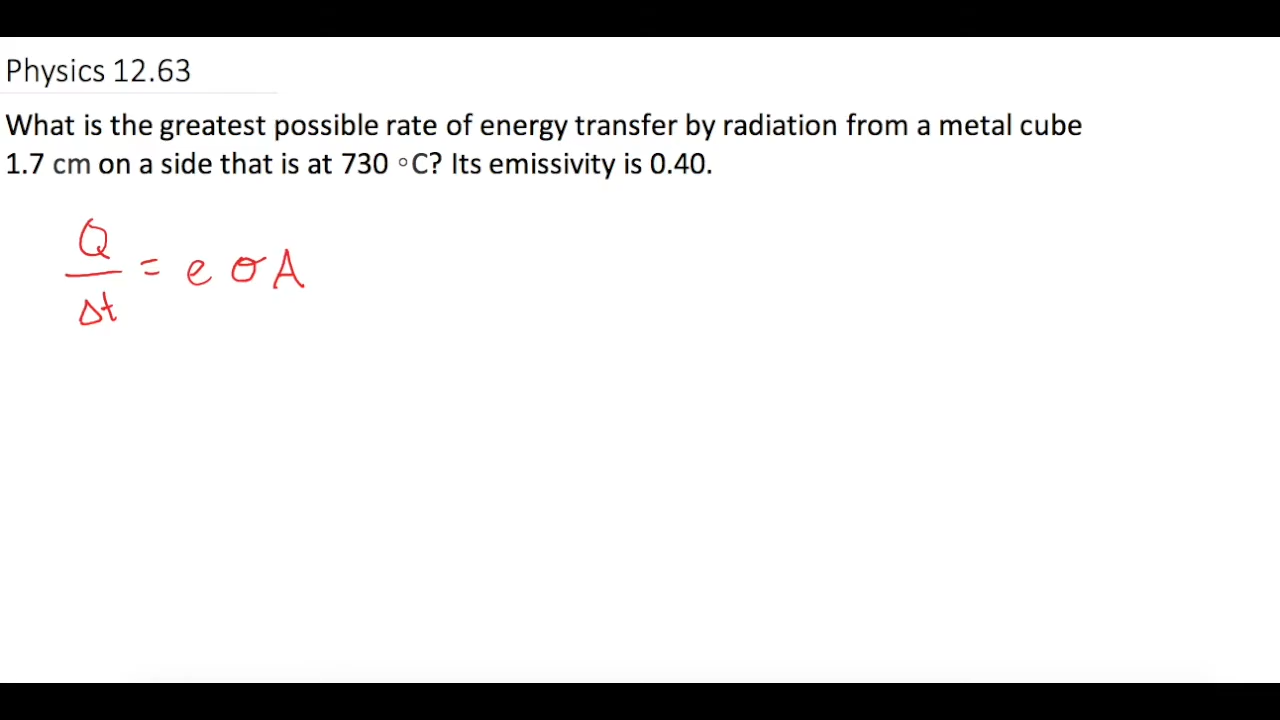 Physics 12.63
What is the greatest possible rate of energy transfer by radiation from a metal cube
1.7 cm on a side that is at 730 ∘C? Its emissivity is 0.40.
Q
Δt
= e σ A